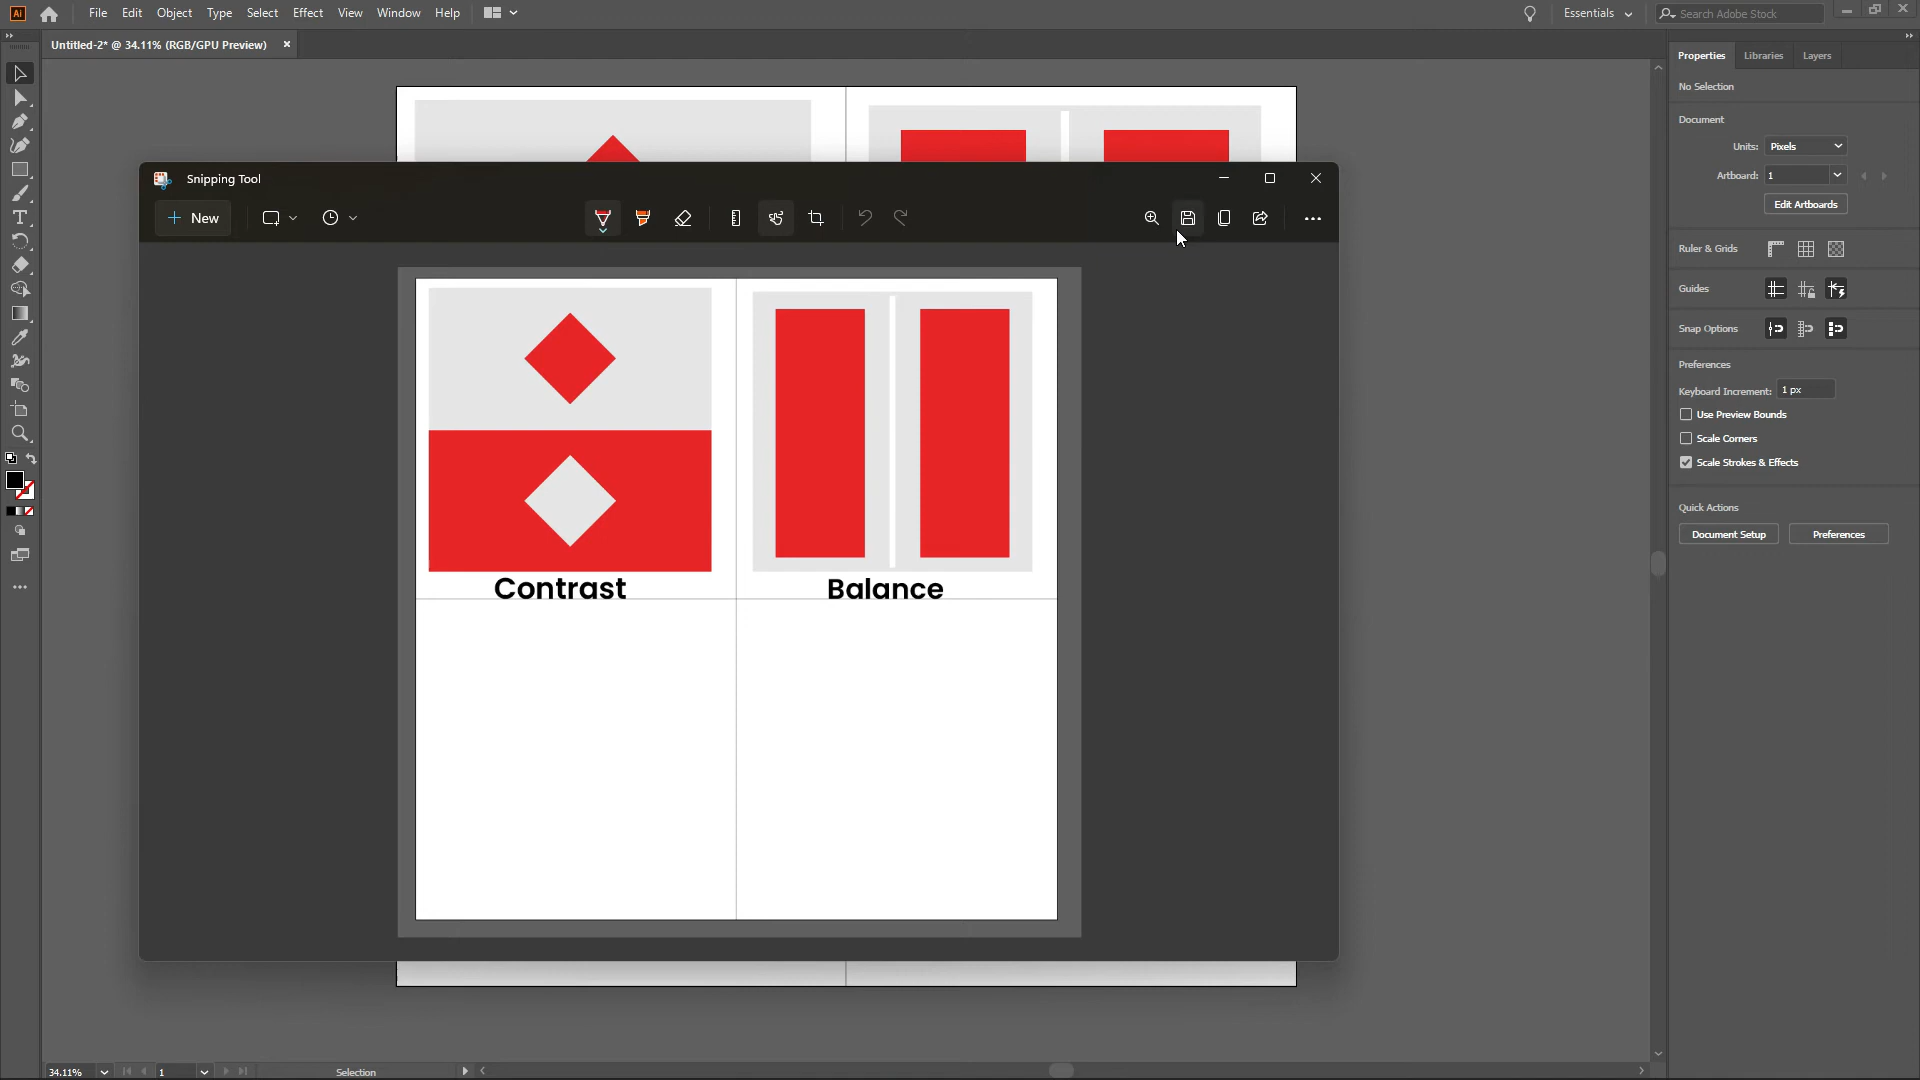 Ai File Edit Object Type Select Effect View Window Help Essentials Search Adobe Stock
Untitled-2* @ 34.11% (RGB/GPU Preview) ×
Properties Libraries Layers
No Selection
Document
Units: Pixels
Artboard: 1
Edit Artboards
Ruler & Grids
Guides
Snap Options
Preferences
Keyboard Increment: 1 px
Use Preview Bounds
Scale Corners
Scale Strokes & Effects
Quick Actions
Document Setup Preferences
Snipping Tool
New
Contrast Balance
34.11% 1 Selection